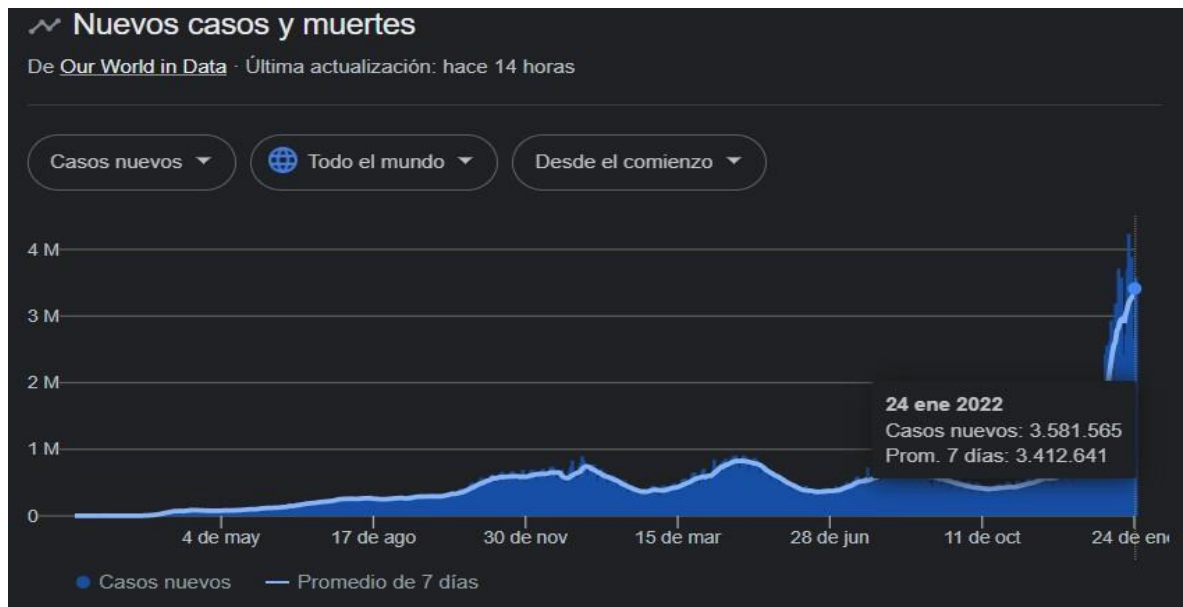 Nuevos casos y muertes
De Our World in Data · Última actualización: hace 14 horas
Casos nuevos
Todo el mundo
Desde el comienzo
4 M
3 M
2 M
1 M
0
24 ene 2022
Casos nuevos: 3.581.565
Prom. 7 días: 3.412.641
4 de may 17 de ago 30 de nov 15 de mar 28 de jun 11 de oct 24 de en
Casos nuevos Promedio de 7 días